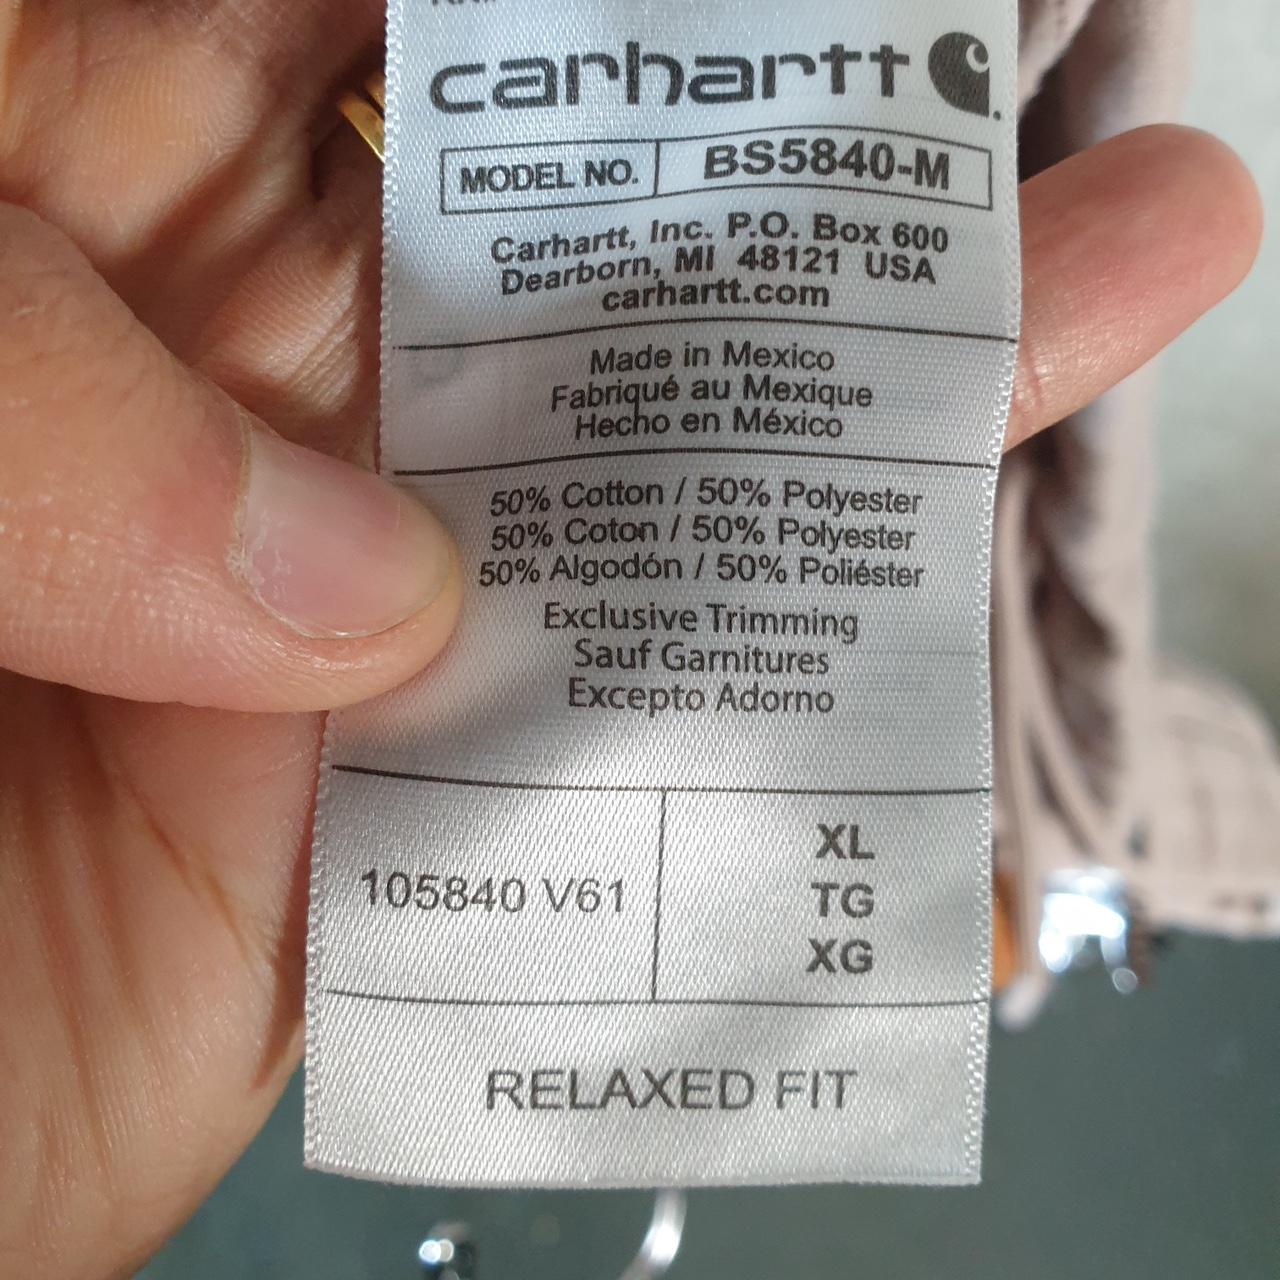 carhartt
MODEL NO. BS5840-M
Carhartt, Inc. P.O. Box 600
Dearborn, MI 48121 USA
carhartt.com
Made in Mexico
Fabriqué au Mexique
Hecho en México
50% Cotton / 50% Polyester
50% Coton / 50% Polyester
50% Algodón / 50% Poliéster
Exclusive Trimming
Sauf Garnitures
Excepto Adorno
105840 V61
XL
TG
XG
RELAXED FIT